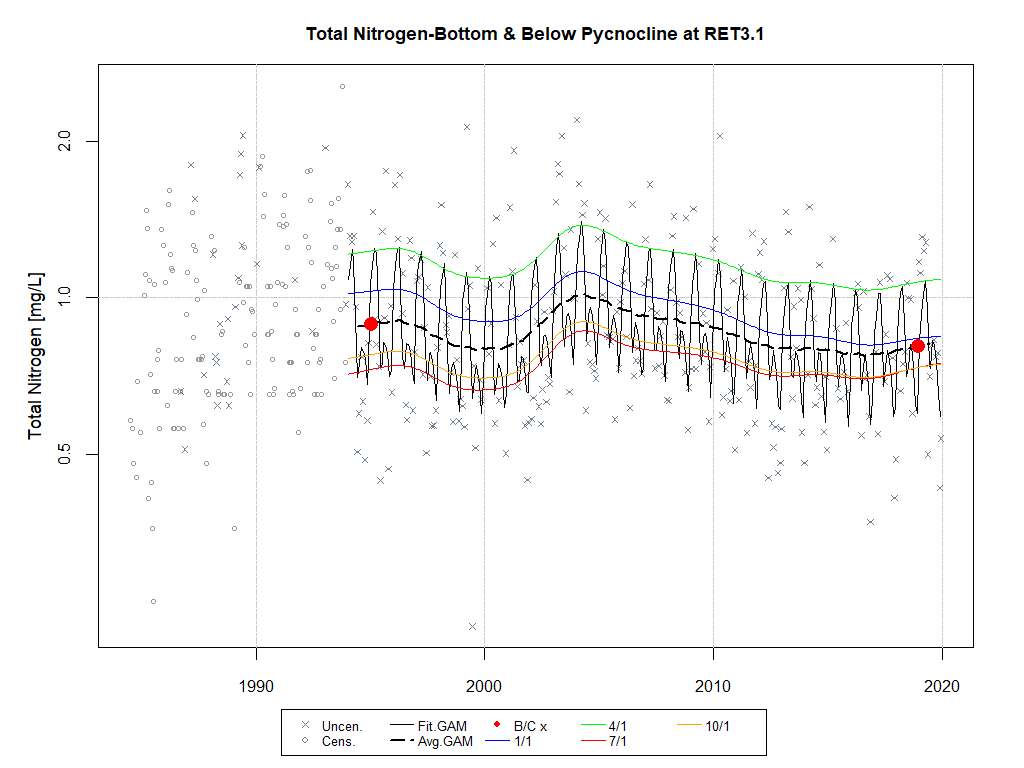 Total Nitrogen-Bottom & Below Pycnocline at RET3.1
Total Nitrogen [mg/L]
2.0
1.0
0.5
1990 2000 2010 2020
Uncen. Fit.GAM B/C x 4/1 10/1
Cens. Avg.GAM 1/1 7/1